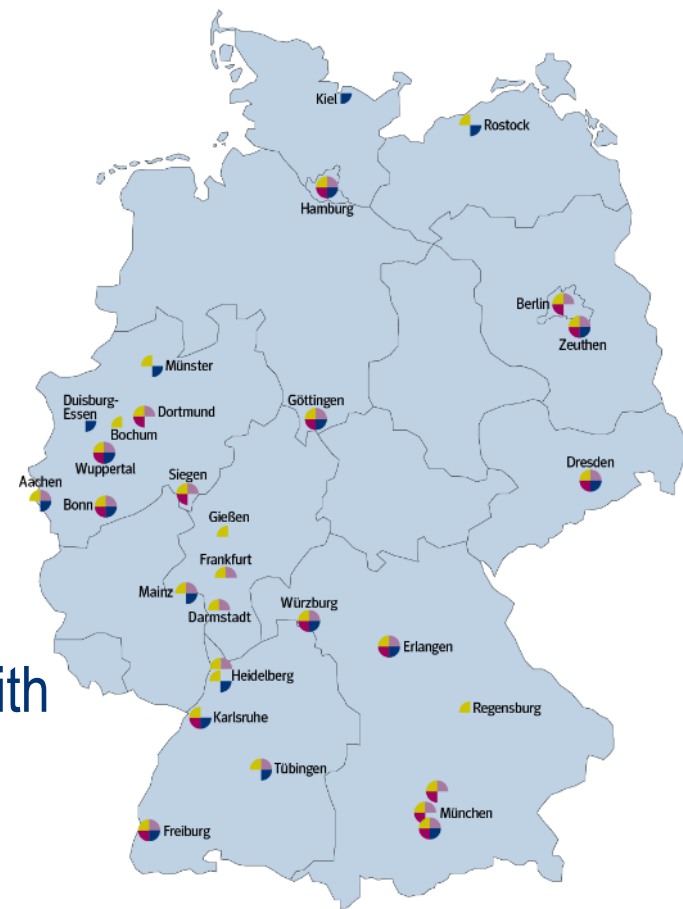 Kiel
Rostock
Hamburg
Berlin
Zeuthen
Münster
Duisburg-
Essen
Dortmund
Bochum
Göttingen
Wuppertal
Dresden
Aachen
Siegen
Bonn
Gießen
Frankfurt
Mainz
Würzburg
Darmstadt
Erlangen
Heidelberg
ith
Regensburg
Karlsruhe
Tübingen
München
Freiburg